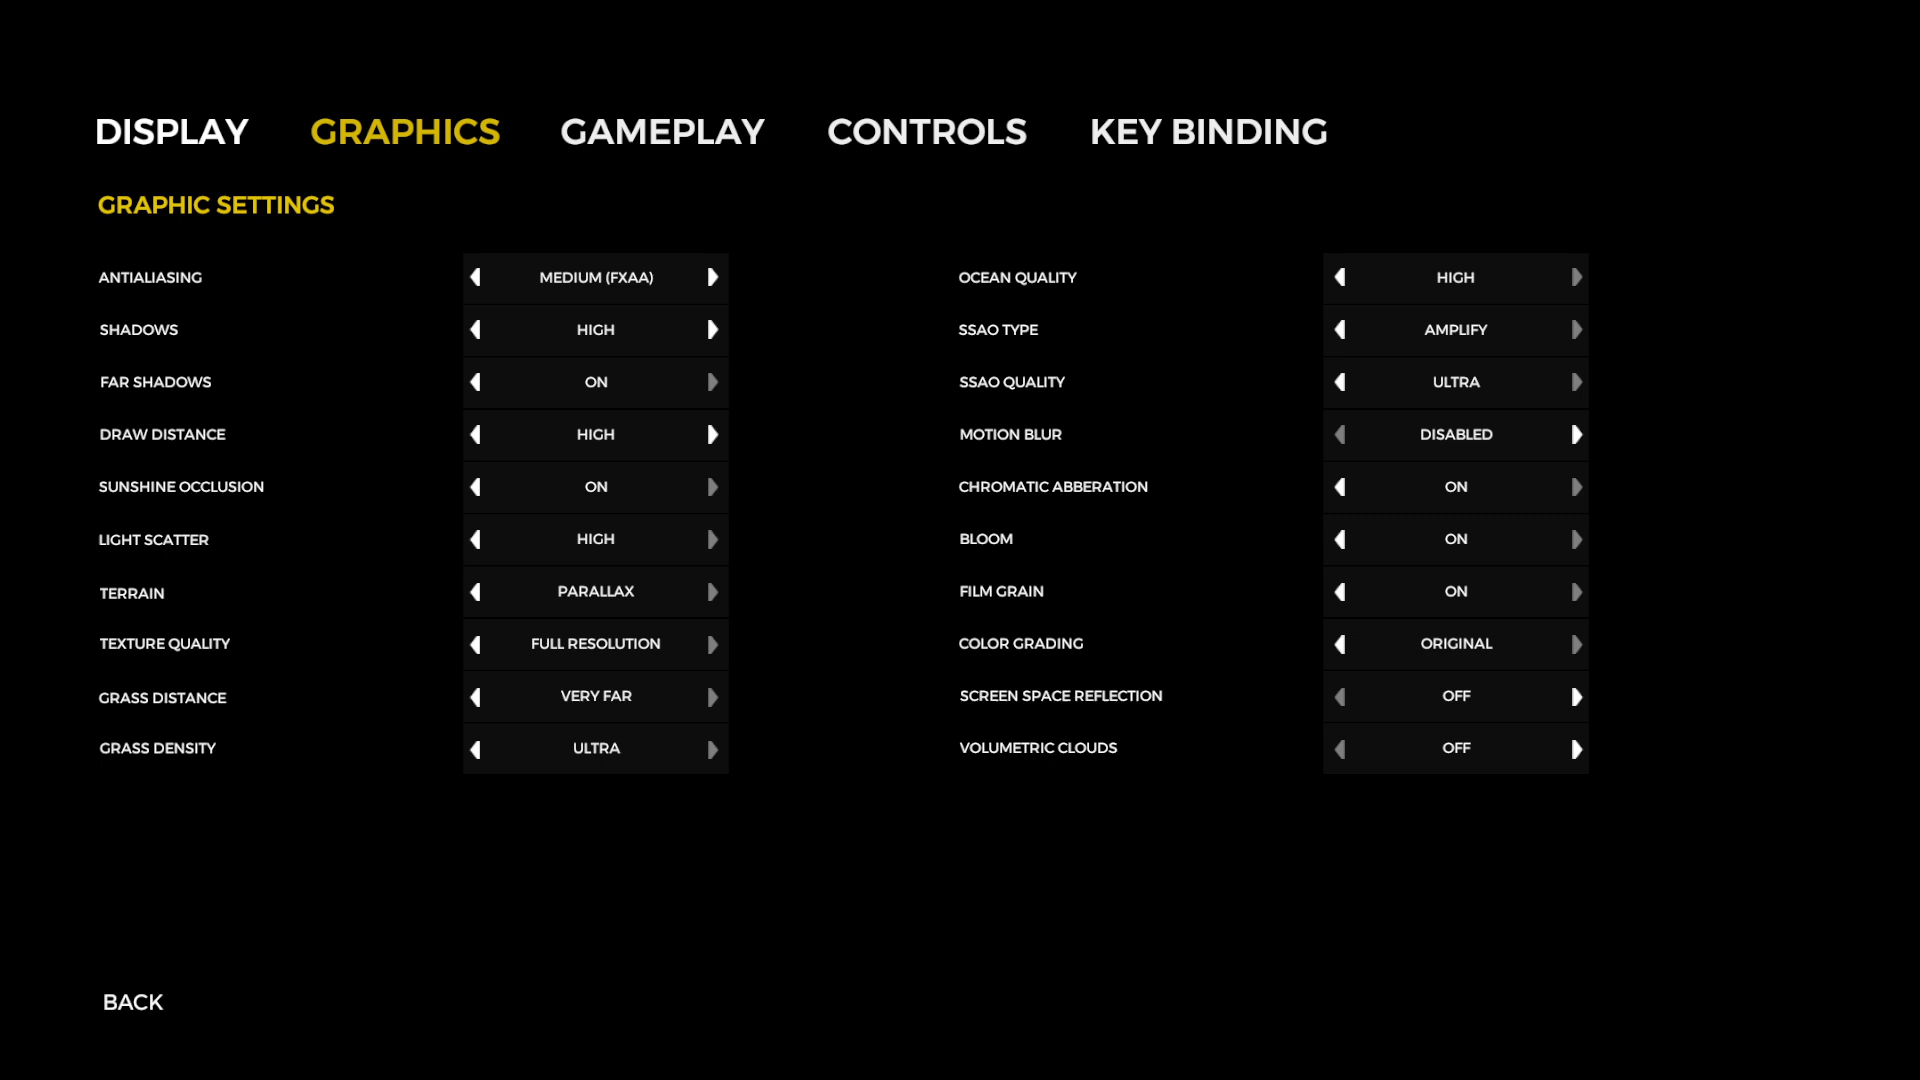 DISPLAY GRAPHICS GAMEPLAY CONTROLS KEY BINDING
GRAPHIC SETTINGS
ANTIALIASING MEDIUM (FXAA)
SHADOWS HIGH
FAR SHADOWS ON
DRAW DISTANCE HIGH
SUNSHINE OCCLUSION ON
LIGHT SCATTER HIGH
TERRAIN PARALLAX
TEXTURE QUALITY FULL RESOLUTION
GRASS DISTANCE VERY FAR
GRASS DENSITY ULTRA
OCEAN QUALITY HIGH
SSAO TYPE AMPLIFY
SSAO QUALITY ULTRA
MOTION BLUR DISABLED
CHROMATIC ABBERATION ON
BLOOM ON
FILM GRAIN ON
COLOR GRADING ORIGINAL
SCREEN SPACE REFLECTION OFF
VOLUMETRIC CLOUDS OFF
BACK